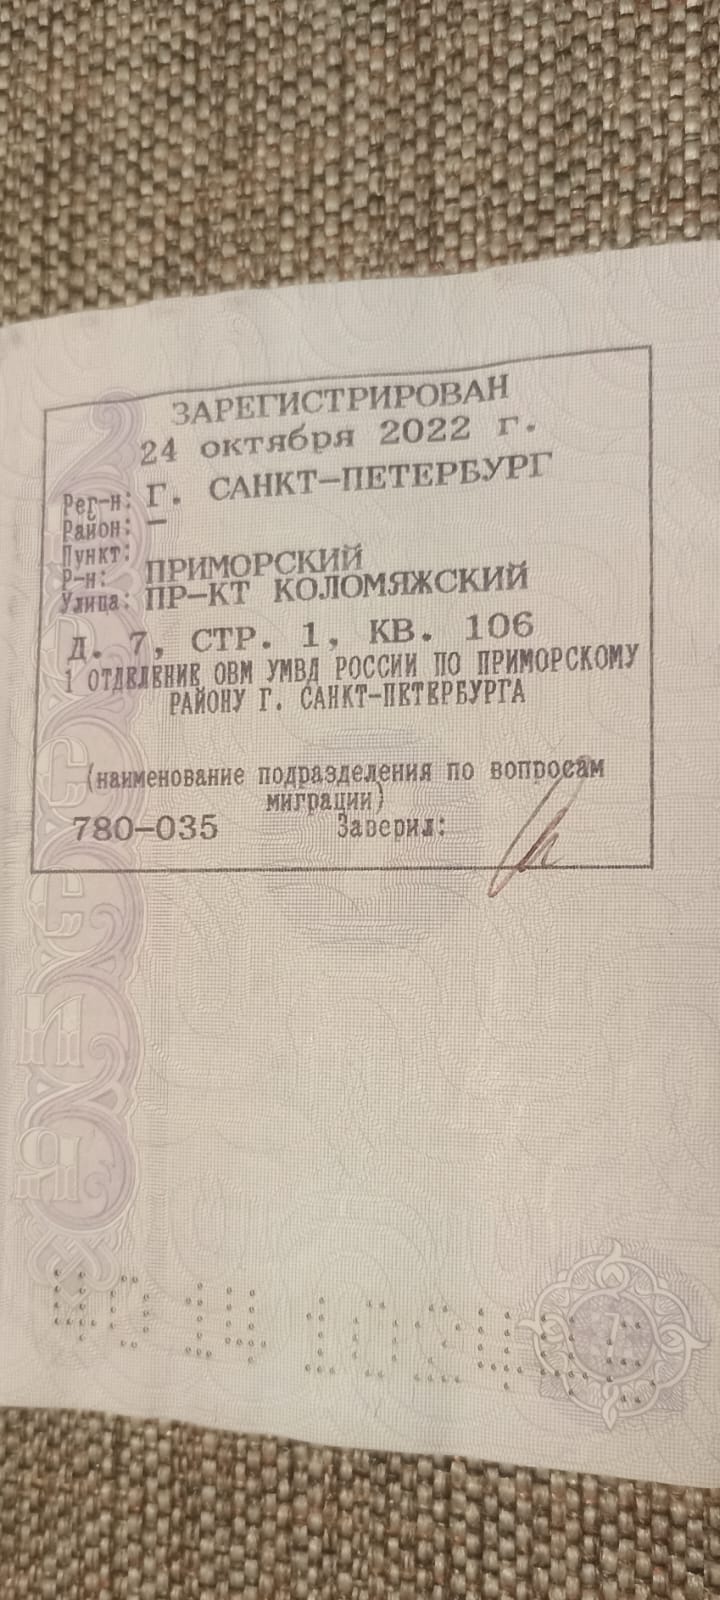 ЗАРЕГИСТРИРОВАН
24 октября 2022 г.
Рег-н: Г. САНКТ-ПЕТЕРБУРГ
Район: -
Пункт:
Р-н: ПРИМОРСКИЙ
Улица: ПР-КТ КОЛОМЯЖСКИЙ
Д. 7, СТР. 1, КВ. 106
1 ОТДЕЛЕНИЕ ОВМ УМВД РОССИИ ПО ПРИМОРСКОМУ
РАЙОНУ Г. САНКТ-ПЕТЕРБУРГА
(наименование подразделения по вопросам
миграции)
780-035 Заверил:
7